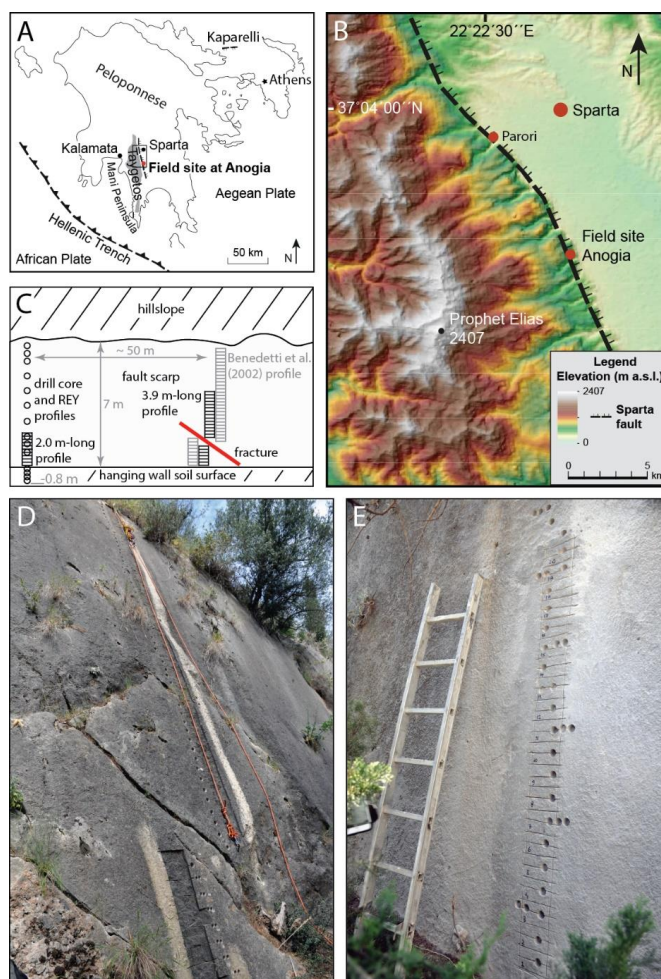 A
Kaparelli
Athens
Peloponnese
Kalamata
Sparta
Field site at Anogia
Taygetos
Mani Peninsula
Aegean Plate
Hellenic Trench
African Plate
50 km
N
B
22°22´30´´E
N
37°04´00´´N
Sparta
Parori
Field site
Anogia
Prophet Elias
2407
Legend
Elevation (m a.s.l.)
2407
0
Sparta
fault
0 5
km
C
hillslope
~ 50 m
Benedetti et al.
(2002) profile
drill core
and REY
profiles
fault scarp
3.9 m-long
profile
7 m
2.0 m-long
profile
fracture
-0.8 m
hanging wall soil surface
D
E